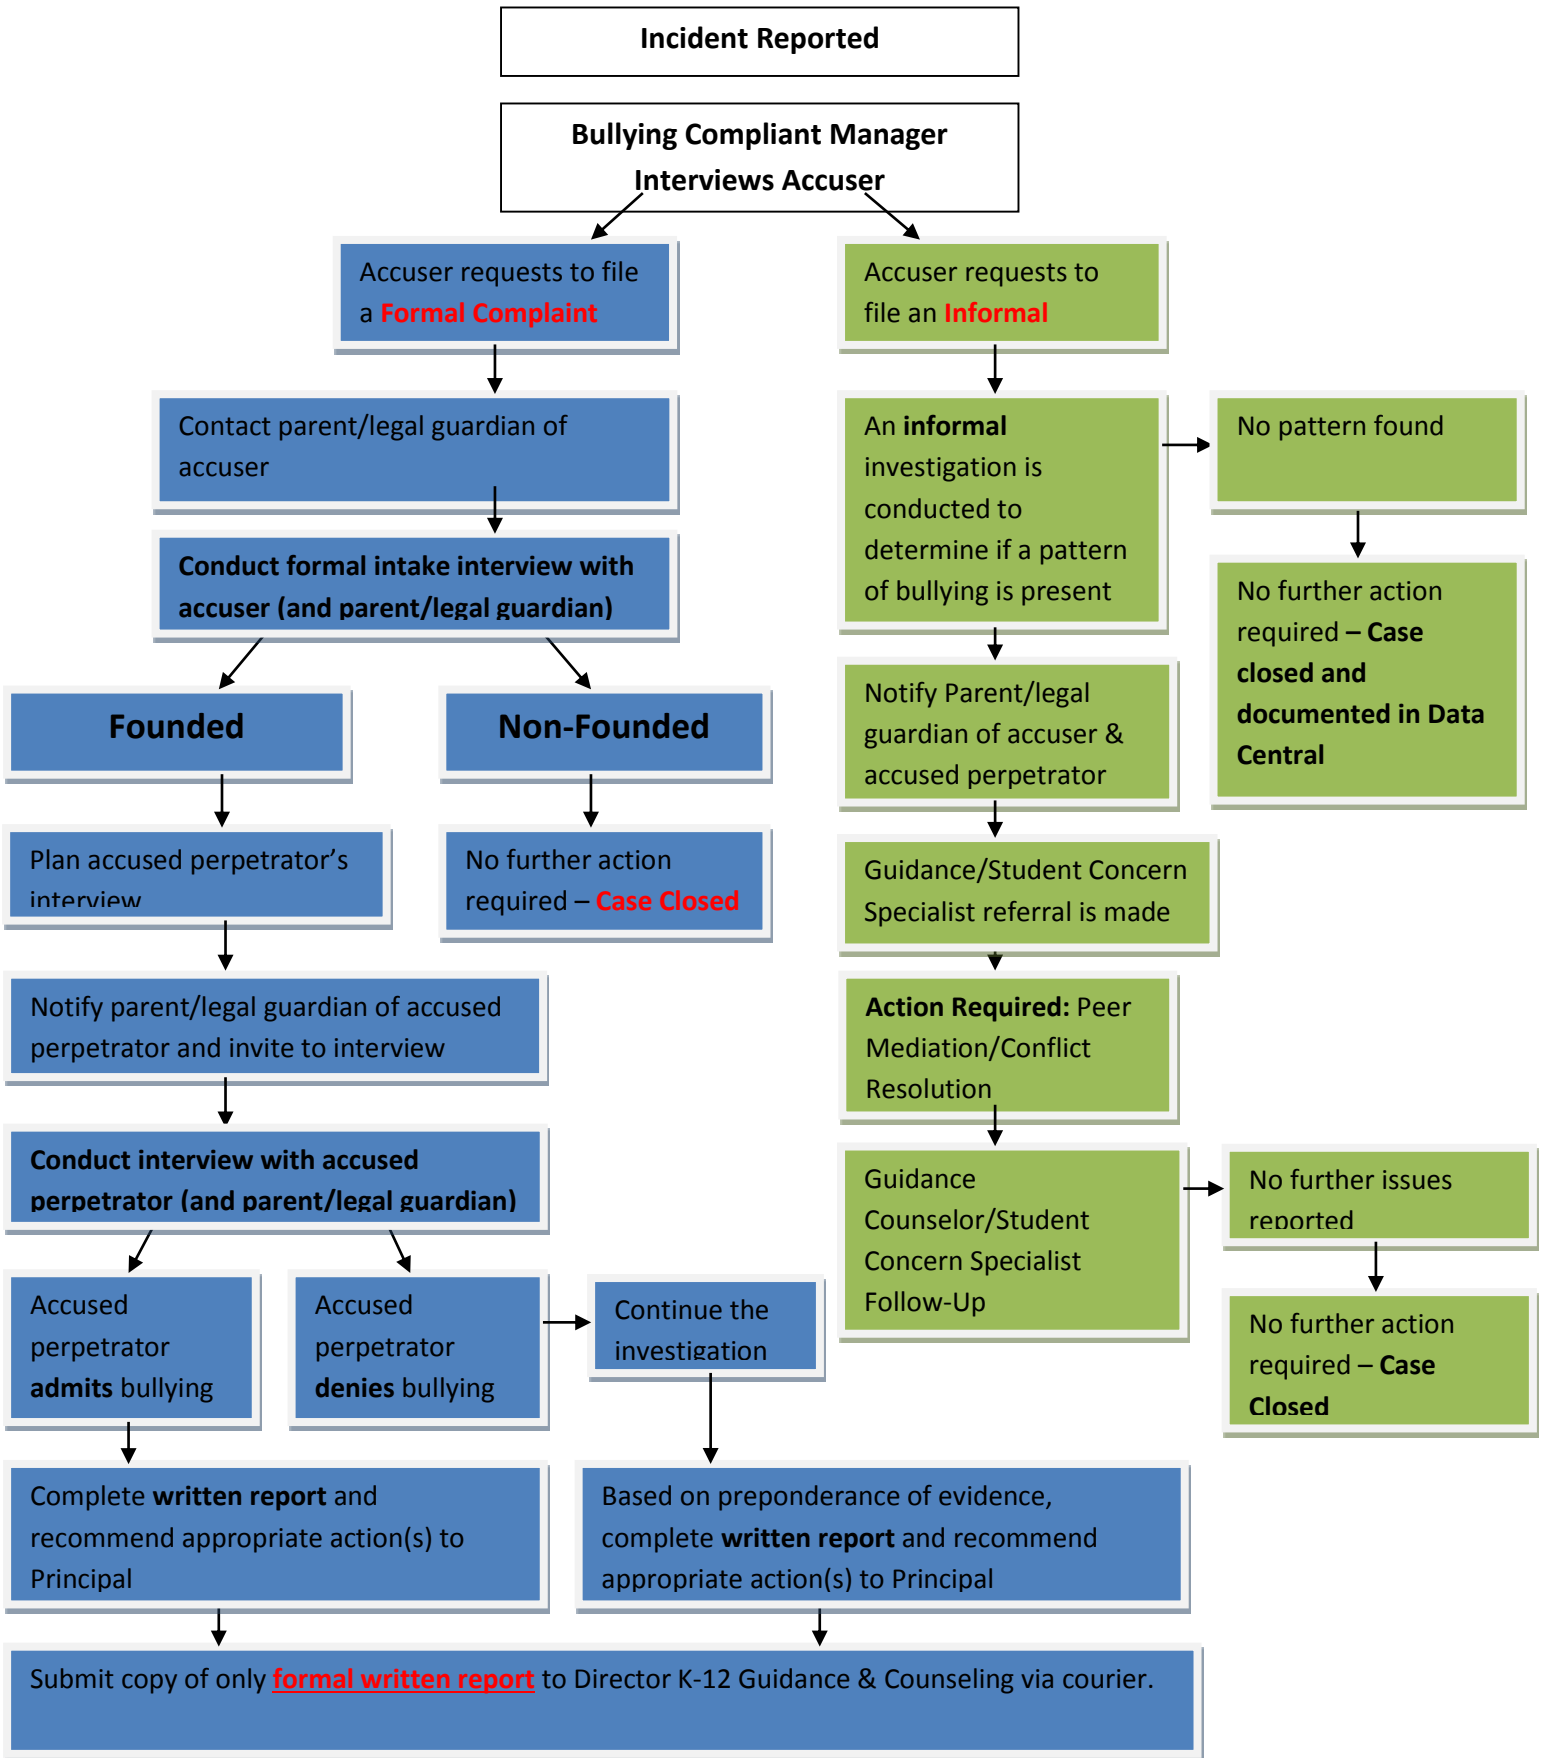 Incident Reported
Bullying Compliant Manager
Interviews Accuser
Accuser requests to file
a Formal Complaint
Accuser requests to
file an Informal
Contact parent/legal guardian of
accuser
An informal
investigation is
conducted to
determine if a pattern
of bullying is present
No pattern found
Conduct formal intake interview with
accuser (and parent/legal guardian)
No further action
required – Case
closed and
documented in Data
Central
Founded
Non-Founded
Notify Parent/legal
guardian of accuser &
accused perpetrator
Plan accused perpetrator’s
interview
No further action
required – Case Closed
Guidance/Student Concern
Specialist referral is made
Notify parent/legal guardian of accused
perpetrator and invite to interview
Action Required: Peer
Mediation/Conflict
Resolution
Conduct interview with accused
perpetrator (and parent/legal guardian)
Guidance
Counselor/Student
Concern Specialist
Follow-Up
No further issues
reported
Accused
perpetrator
admits bullying
Accused
perpetrator
denies bullying
Continue the
investigation
No further action
required – Case
Closed
Complete written report and
recommend appropriate action(s) to
Principal
Based on preponderance of evidence,
complete written report and recommend
appropriate action(s) to Principal
Submit copy of only formal written report to Director K-12 Guidance & Counseling via courier.